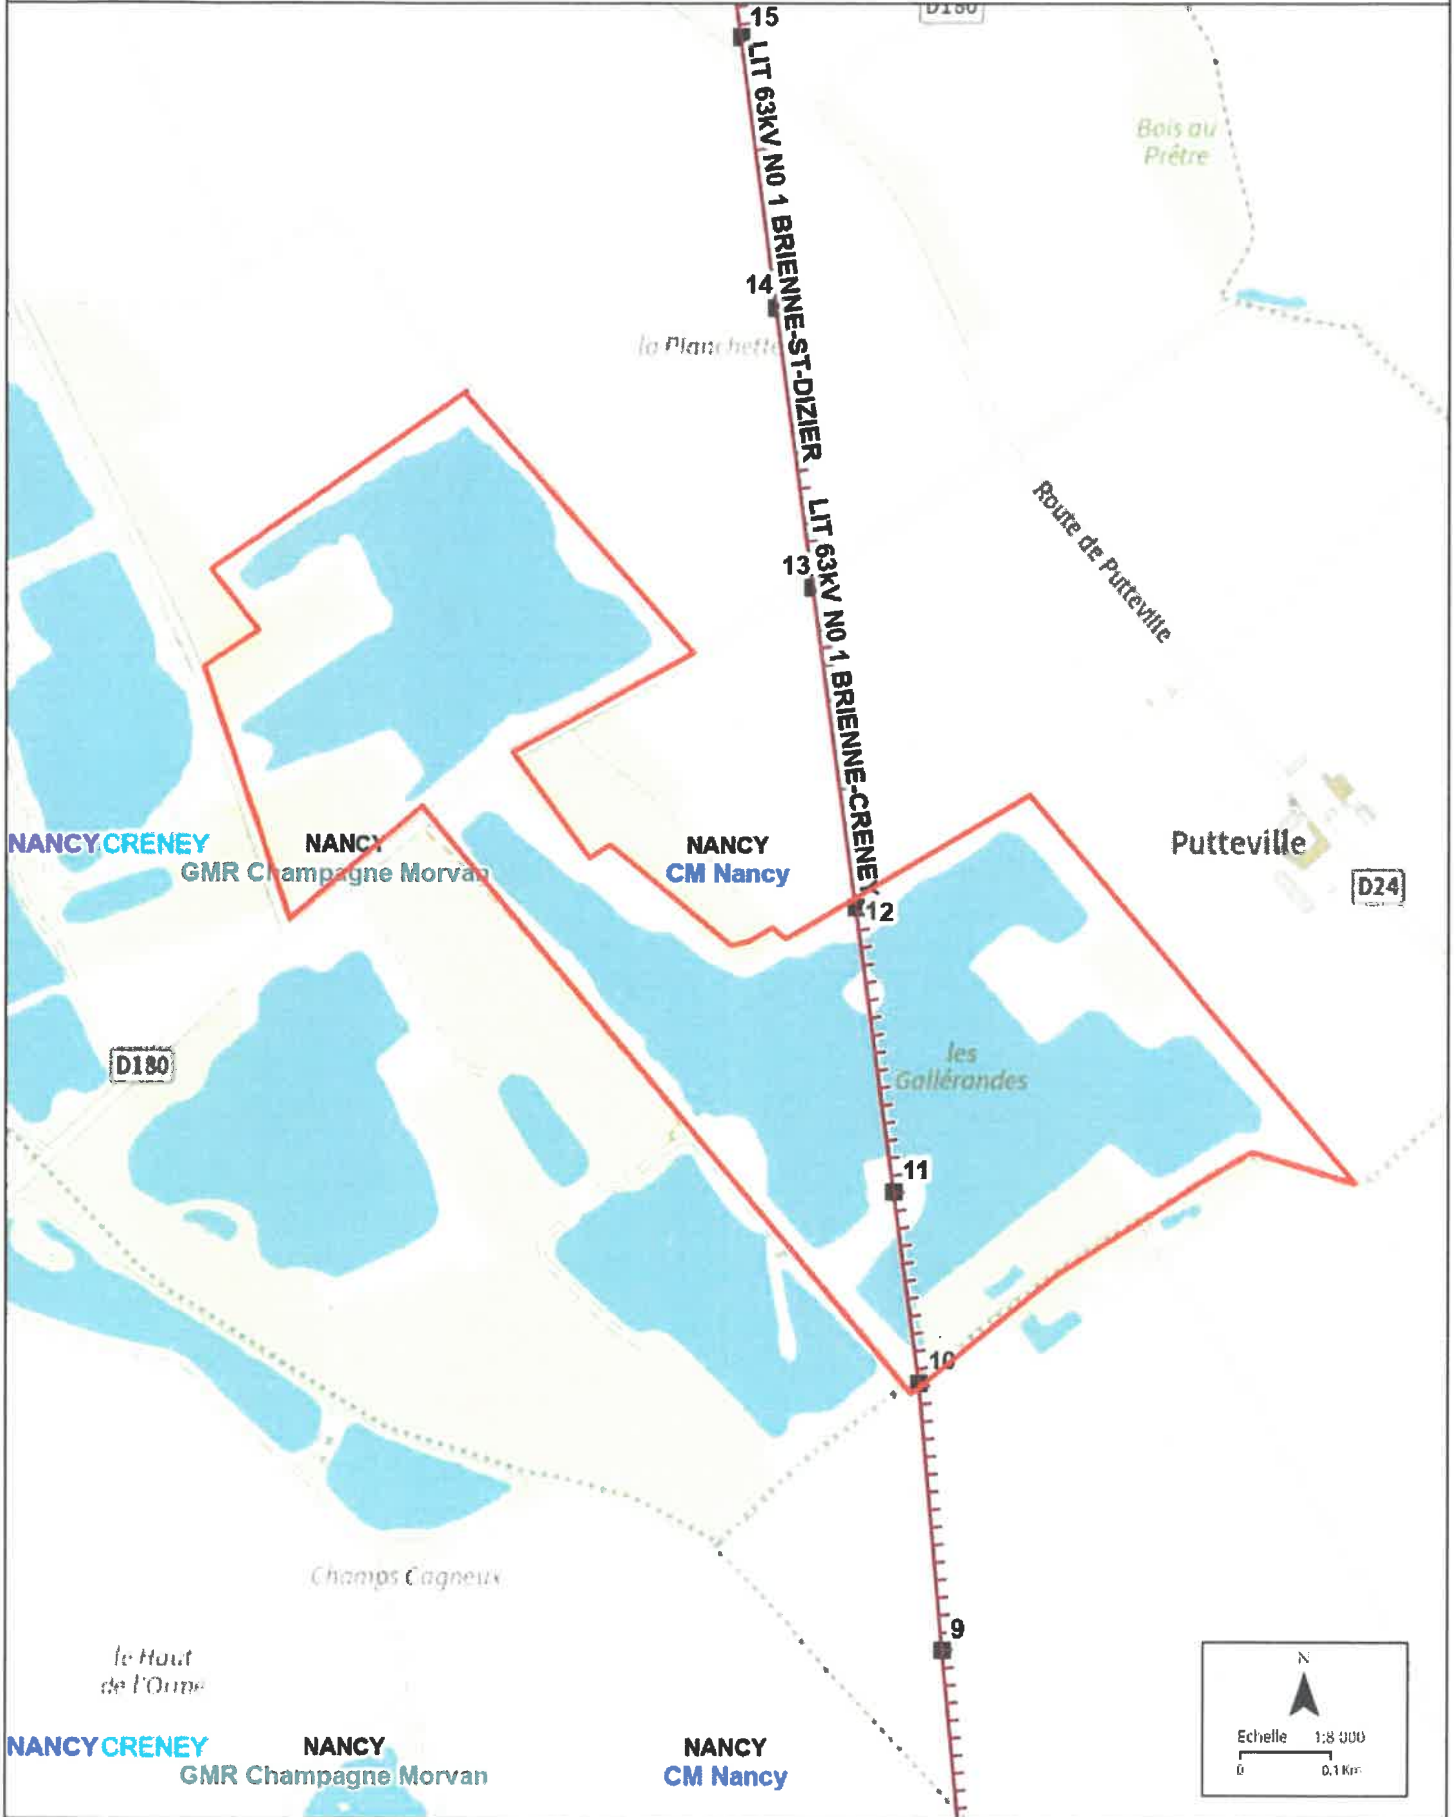 15
D180
LIT 63kV N0 1 BRIENNE-ST-DIZIER
Bois au
Prêtre
14
la Planchette
Route de Putteville
13
LIT 63kV N0 1 BRIENNE-CRENEY
NANCY CRENEY
NANCY
GMR Champagne Morvan
NANCY
CM Nancy
Putteville
D24
12
D180
les
Gallérandes
11
10
Champs Cagneux
9
le Haut
de l'Orme
N
Echelle 1:8 000
0 0,1 Km
NANCY CRENEY
NANCY
GMR Champagne Morvan
NANCY
CM Nancy